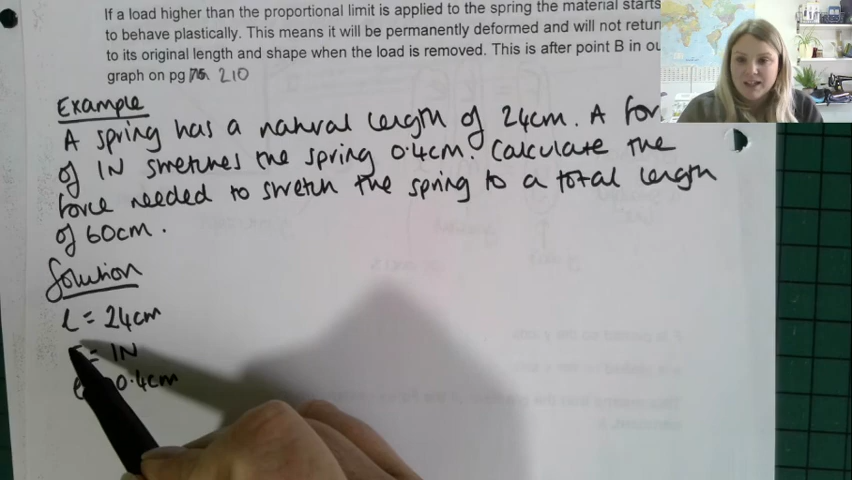 If a load higher than the proportional limit is applied to the spring the material starts
to behave plastically. This means it will be permanently deformed and will not retur
to its original length and shape when the load is removed. This is after point B in ou
graph on pg 210
Example
A spring has a natural length of 24cm. A for
of 1N stretches the spring 0.4cm. Calculate the
force needed to stretch the spring to a total length
of 60cm.
Solution
l = 24cm
= 1N
0.4cm